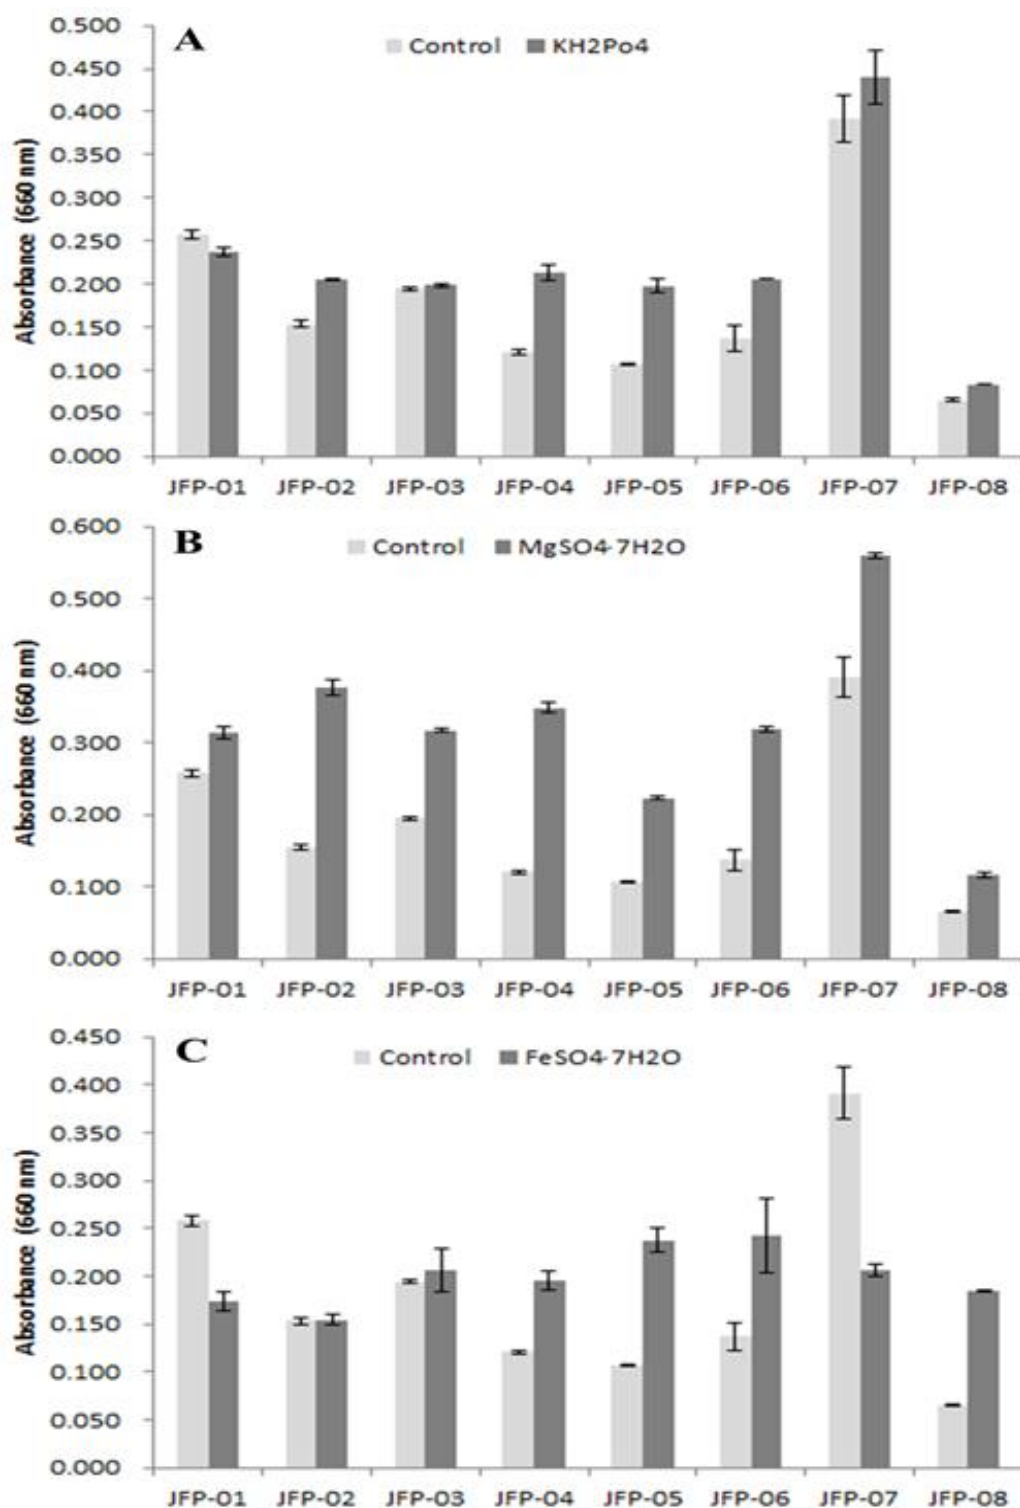 A
Control KH2Po4
Absorbance (660 nm)
0.500
0.450
0.400
0.350
0.300
0.250
0.200
0.150
0.100
0.050
0.000
JFP-01 JFP-02 JFP-03 JFP-04 JFP-05 JFP-06 JFP-07 JFP-08
B
Control MgSO4·7H2O
Absorbance (660 nm)
0.600
0.500
0.400
0.300
0.200
0.100
0.000
JFP-01 JFP-02 JFP-03 JFP-04 JFP-05 JFP-06 JFP-07 JFP-08
C
Control FeSO4·7H2O
Absorbance (660 nm)
0.450
0.400
0.350
0.300
0.250
0.200
0.150
0.100
0.050
0.000
JFP-01 JFP-02 JFP-03 JFP-04 JFP-05 JFP-06 JFP-07 JFP-08